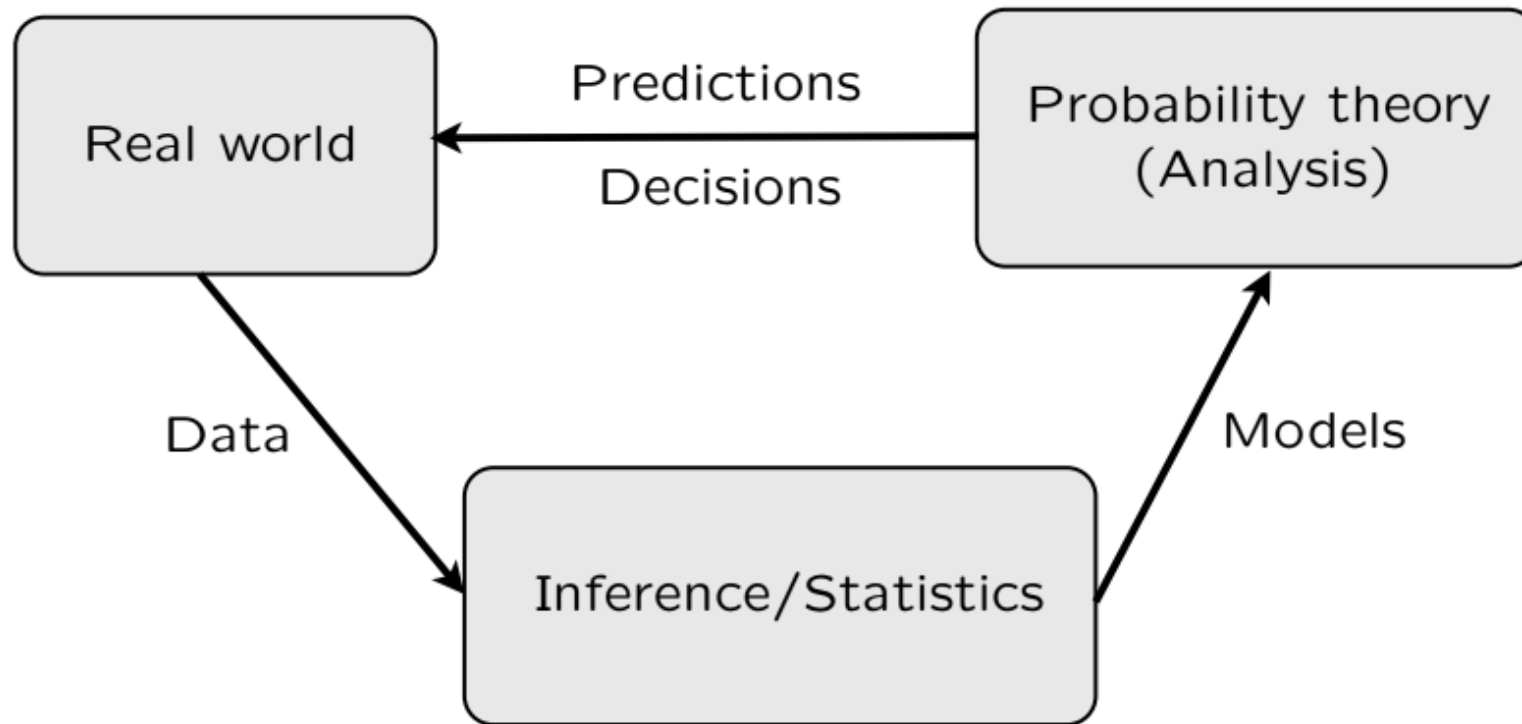 Real world
Predictions
Decisions
Probability theory
(Analysis)
Data
Models
Inference/Statistics